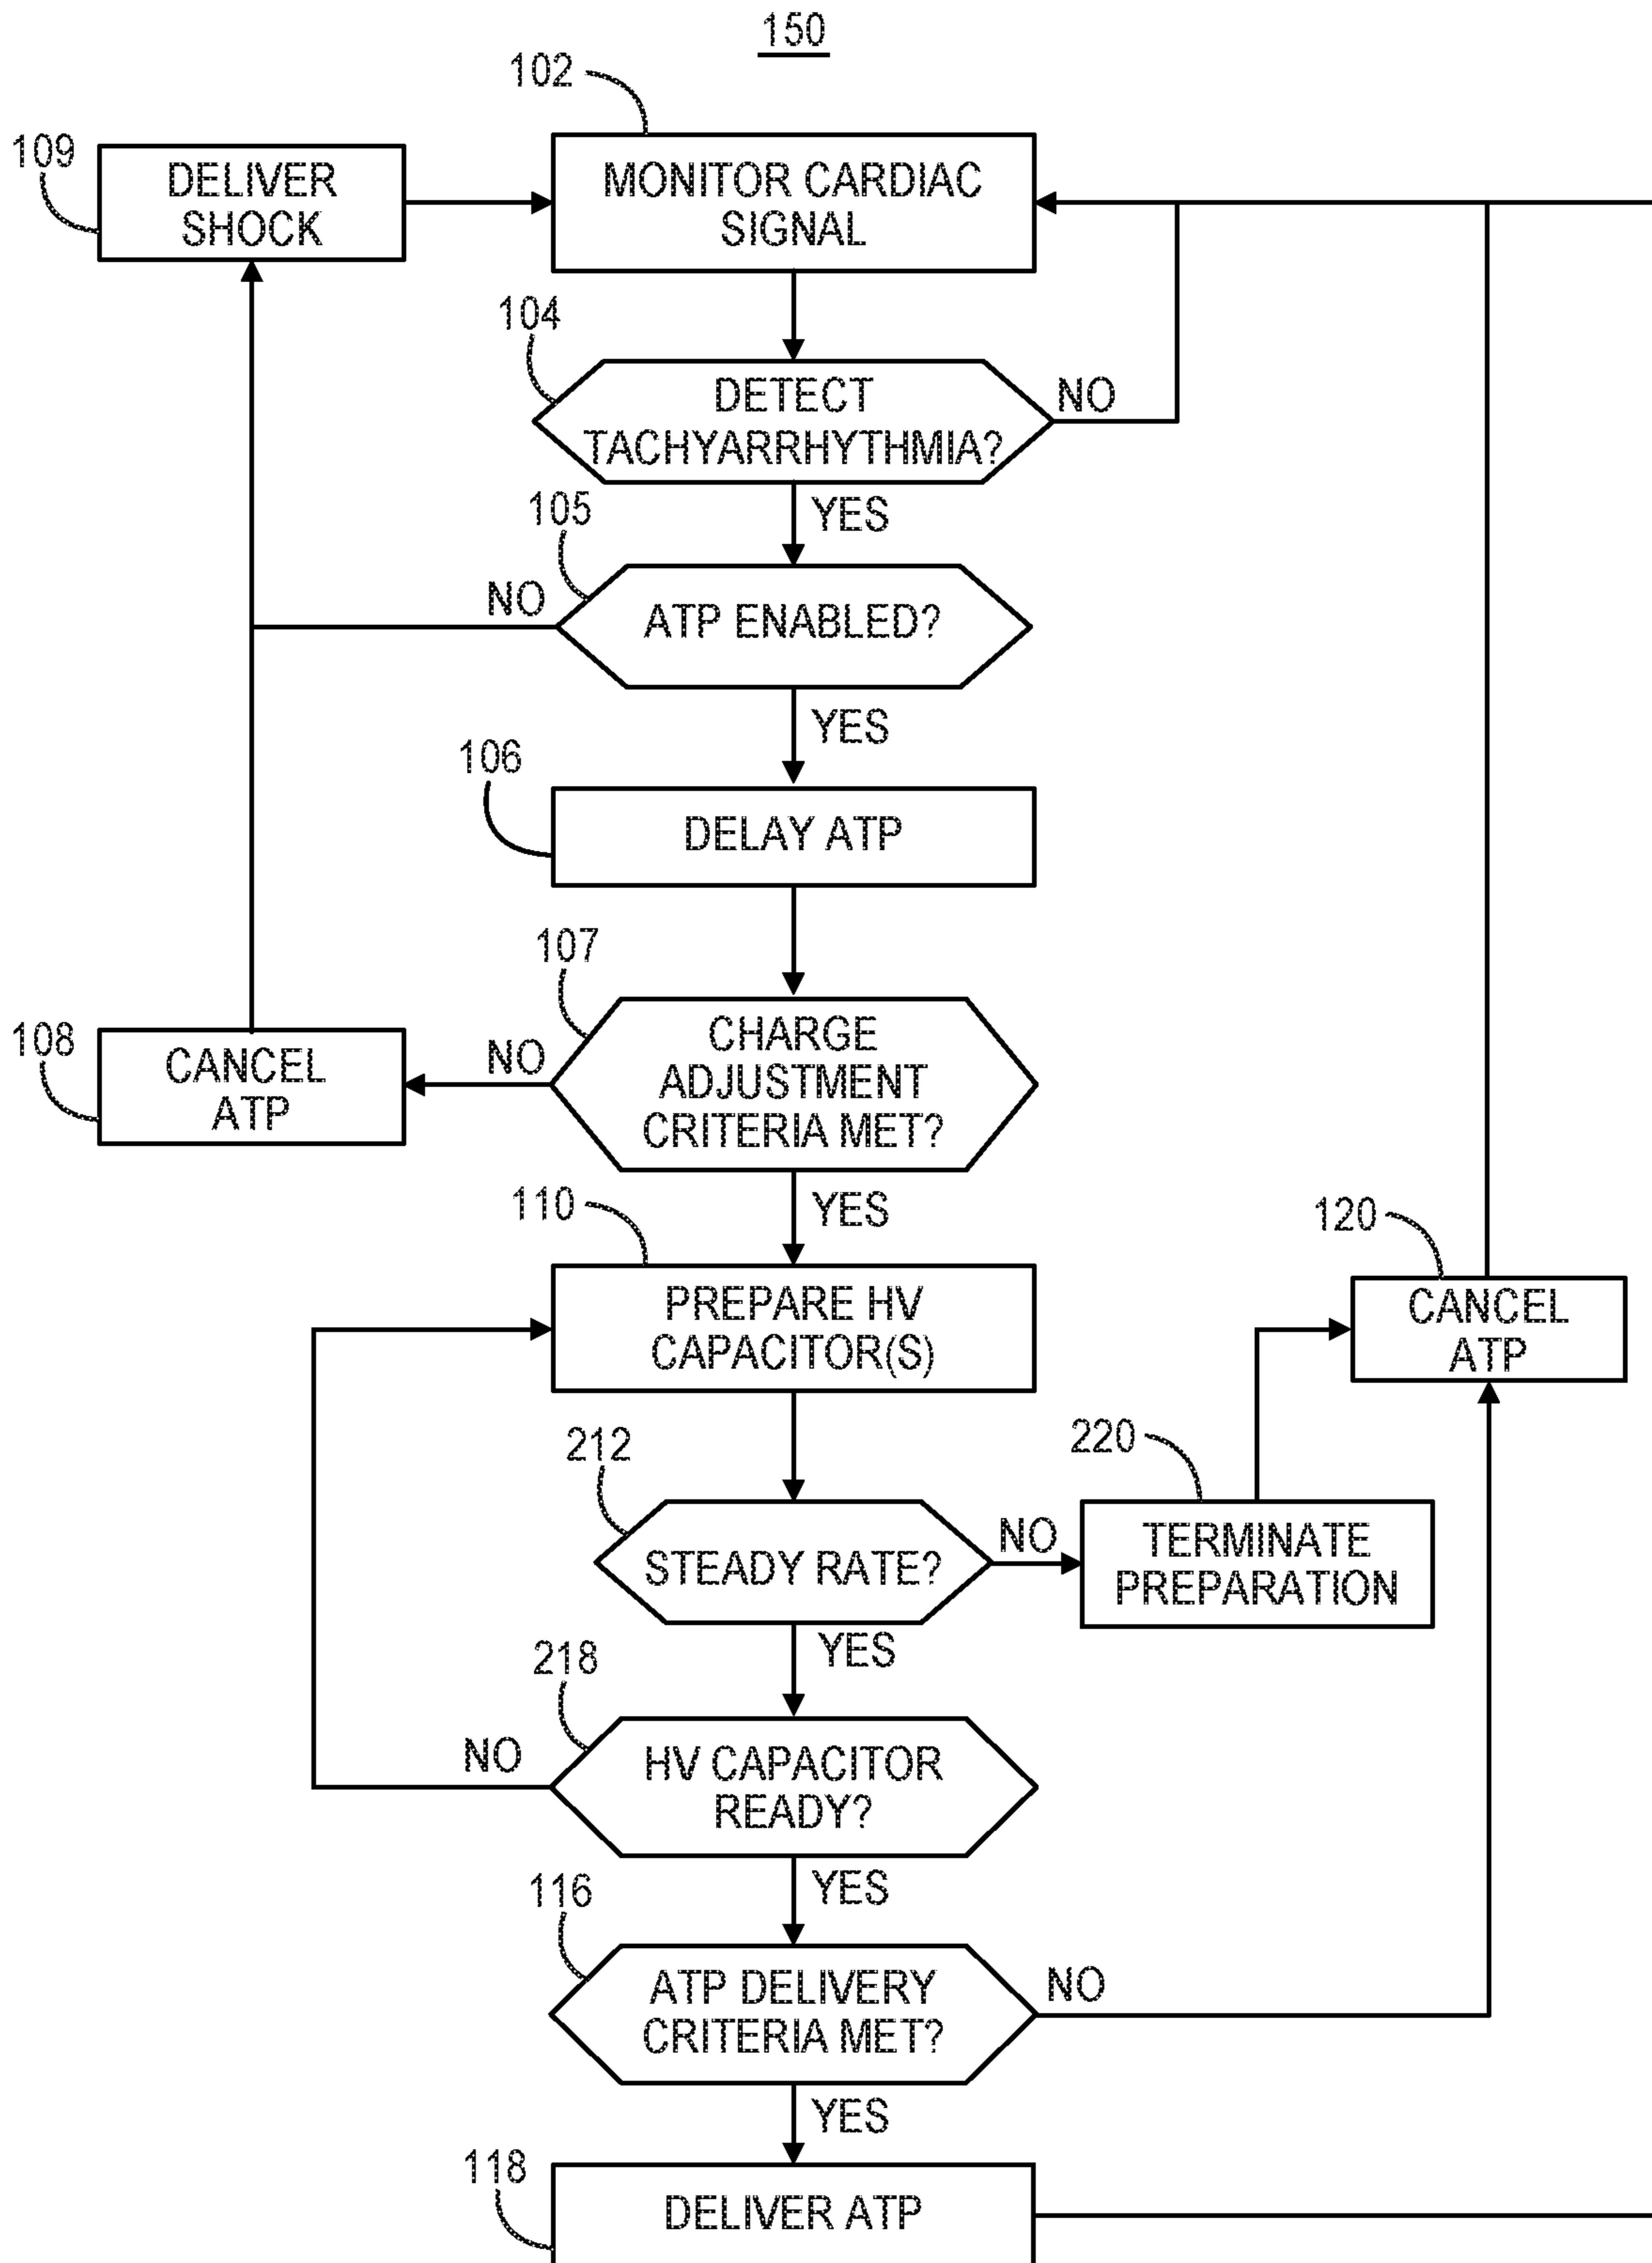 150
102
109
DELIVER
SHOCK
MONITOR CARDIAC
SIGNAL
104
DETECT
TACHYARRHYTHMIA?
NO
YES
105
NO
ATP ENABLED?
YES
106
DELAY ATP
107
CHARGE
ADJUSTMENT
CRITERIA MET?
NO
108
CANCEL
ATP
YES
110
PREPARE HV
CAPACITOR(S)
120
CANCEL
ATP
212
STEADY RATE?
NO
220
TERMINATE
PREPARATION
YES
218
NO
HV CAPACITOR
READY?
YES
116
ATP DELIVERY
CRITERIA MET?
NO
YES
118
DELIVER ATP